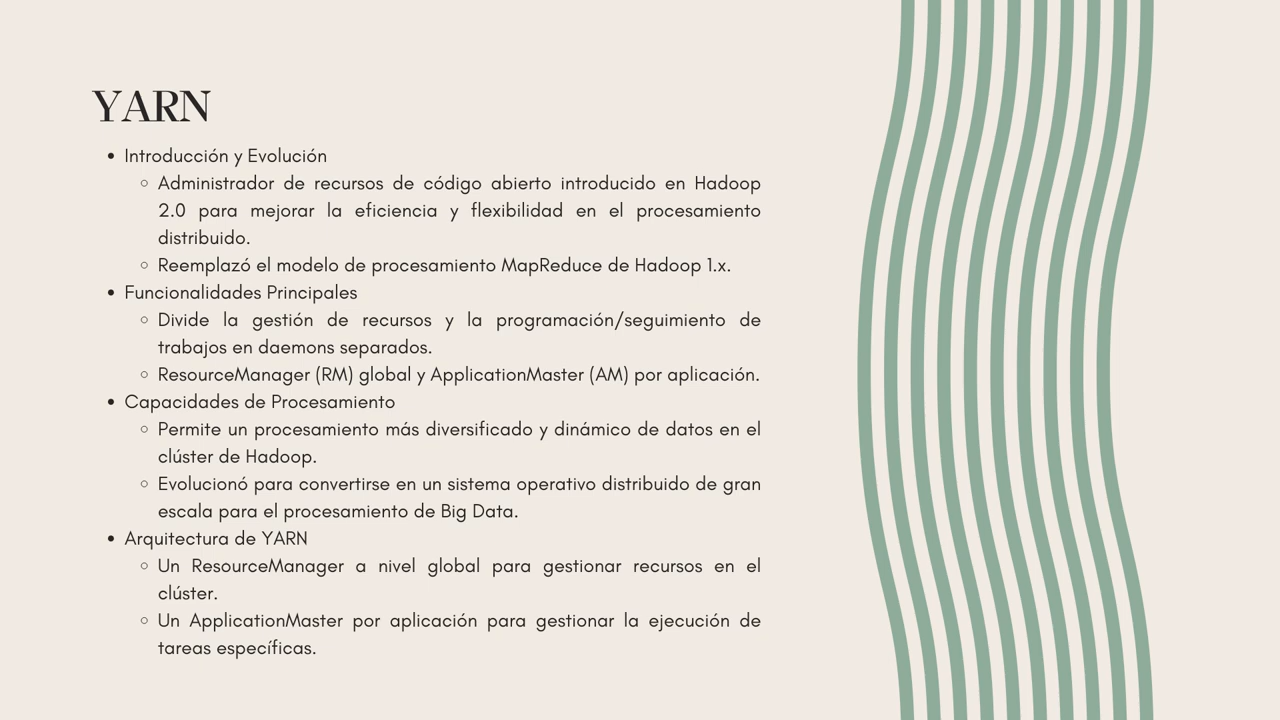 YARN
• Introducción y Evolución
○ Administrador de recursos de código abierto introducido en Hadoop
2.0 para mejorar la eficiencia y flexibilidad en el procesamiento
distribuido.
○ Reemplazó el modelo de procesamiento MapReduce de Hadoop 1.x.
• Funcionalidades Principales
○ Divide la gestión de recursos y la programación/seguimiento de
trabajos en daemons separados.
○ ResourceManager (RM) global y ApplicationMaster (AM) por aplicación.
• Capacidades de Procesamiento
○ Permite un procesamiento más diversificado y dinámico de datos en el
clúster de Hadoop.
○ Evolucionó para convertirse en un sistema operativo distribuido de gran
escala para el procesamiento de Big Data.
• Arquitectura de YARN
○ Un ResourceManager a nivel global para gestionar recursos en el
clúster.
○ Un ApplicationMaster por aplicación para gestionar la ejecución de
tareas específicas.